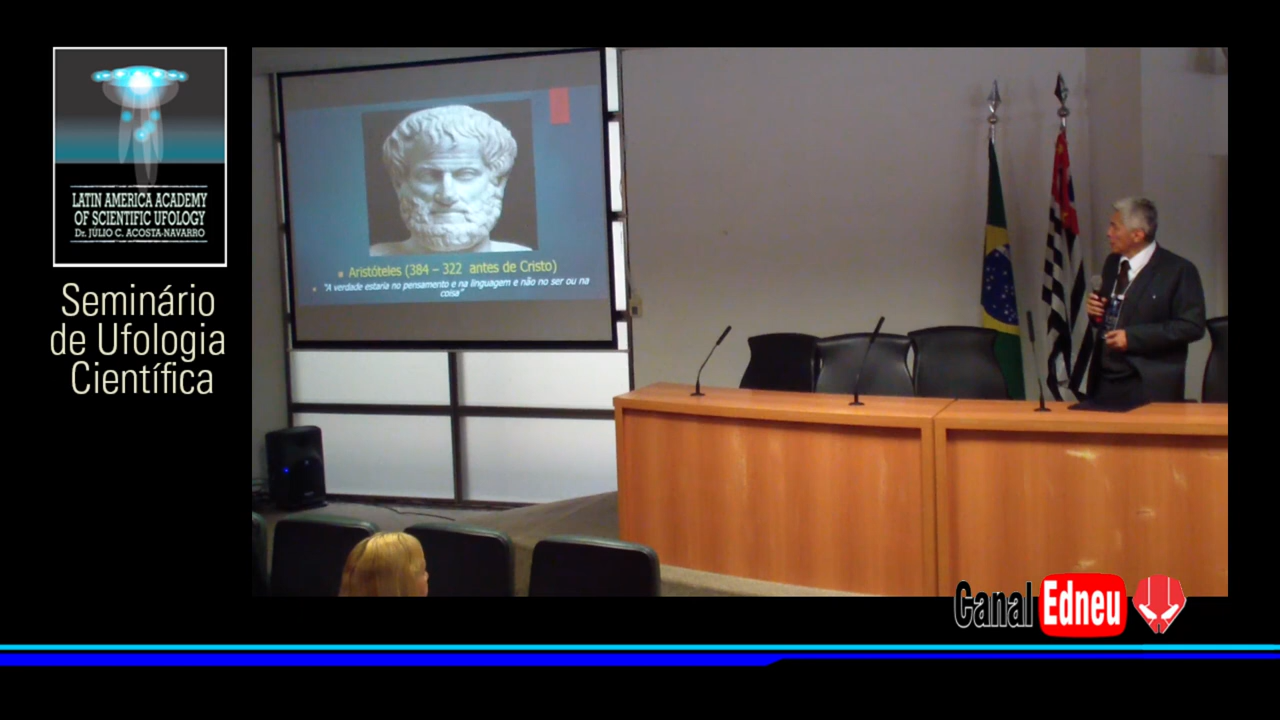 LATIN AMERICA ACADEMY
OF SCIENTIFIC UFOLOGY
Dr. JÚLIO C. ACOSTA-NAVARRO
Seminário
de Ufologia
Científica
Aristóteles (384 – 322 antes de Cristo)
"A verdade estaria no pensamento e na linguagem e não no ser ou na
coisa"
Canal Edneu